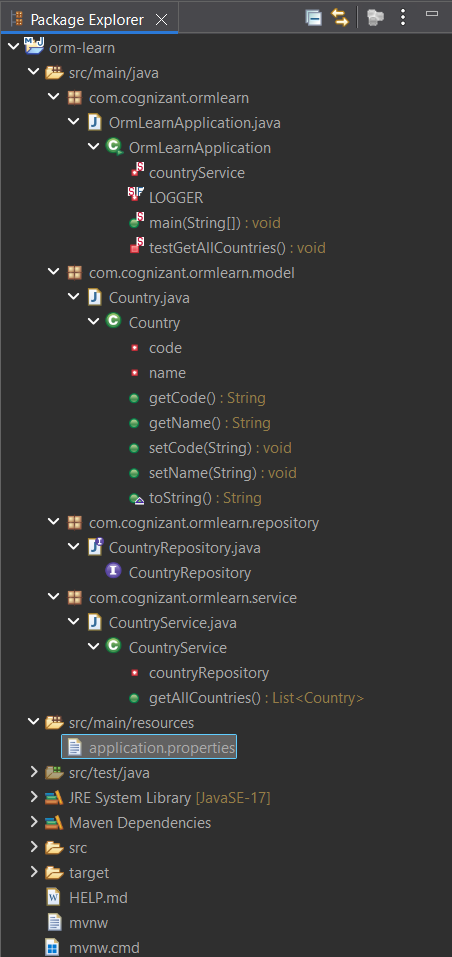 Package Explorer
orm-learn
src/main/java
com.cognizant.ormlearn
OrmLearnApplication.java
OrmLearnApplication
countryService
LOGGER
main(String[]) : void
testGetAllCountries() : void
com.cognizant.ormlearn.model
Country.java
Country
code
name
getCode() : String
getName() : String
setCode(String) : void
setName(String) : void
toString() : String
com.cognizant.ormlearn.repository
CountryRepository.java
CountryRepository
com.cognizant.ormlearn.service
CountryService.java
CountryService
countryRepository
getAllCountries() : List<Country>
src/main/resources
application.properties
src/test/java
JRE System Library [JavaSE-17]
Maven Dependencies
src
target
HELP.md
mvnw
mvnw.cmd